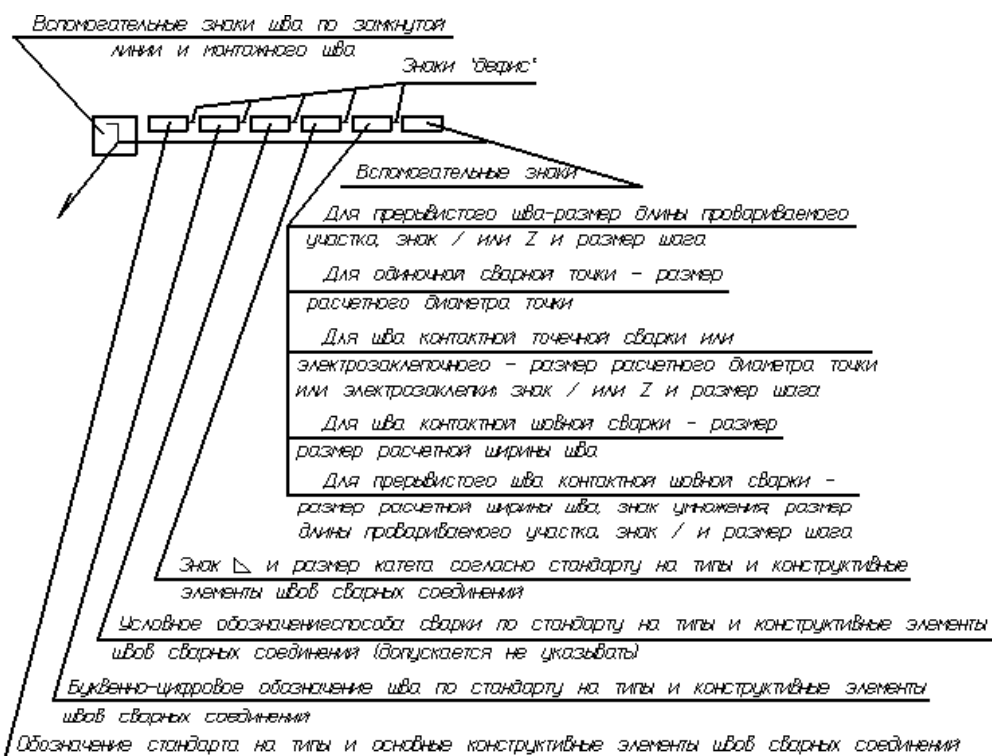 Вспомогательные знаки шва по замкнутой
линии и монтажного шва
Знаки "дефис"
Вспомогательные знаки
Для прерывистого шва-размер длины провариваемого
участка, знак / или Z и размер шага
Для одиночной сварной точки - размер
расчетного диаметра точки
Для шва контактной точечной сварки или
электрозаклепочного - размер расчетного диаметра точки
или электрозаклепки; знак / или Z и размер шага
Для шва контактной шовной сварки - размер
размер расчетной ширины шва
Для прерывистого шва контактной шовной сварки -
размер расчетной ширины шва, знак умножения, размер
длины провариваемого участка, знак / и размер шага
Знак ◺ и размер катета согласно стандарту на типы и конструктивные
элементы швов сварных соединений
Условное обозначениеспособа сварки по стандарту на типы и конструктивные элементы
швов сварных соединений (допускается не указывать)
Буквенно-цифровое обозначение шва по стандарту на типы и конструктивные элементы
швов сварных соединений
Обозначение стандарта на типы и основные конструктивные элементы швов сварных соединений